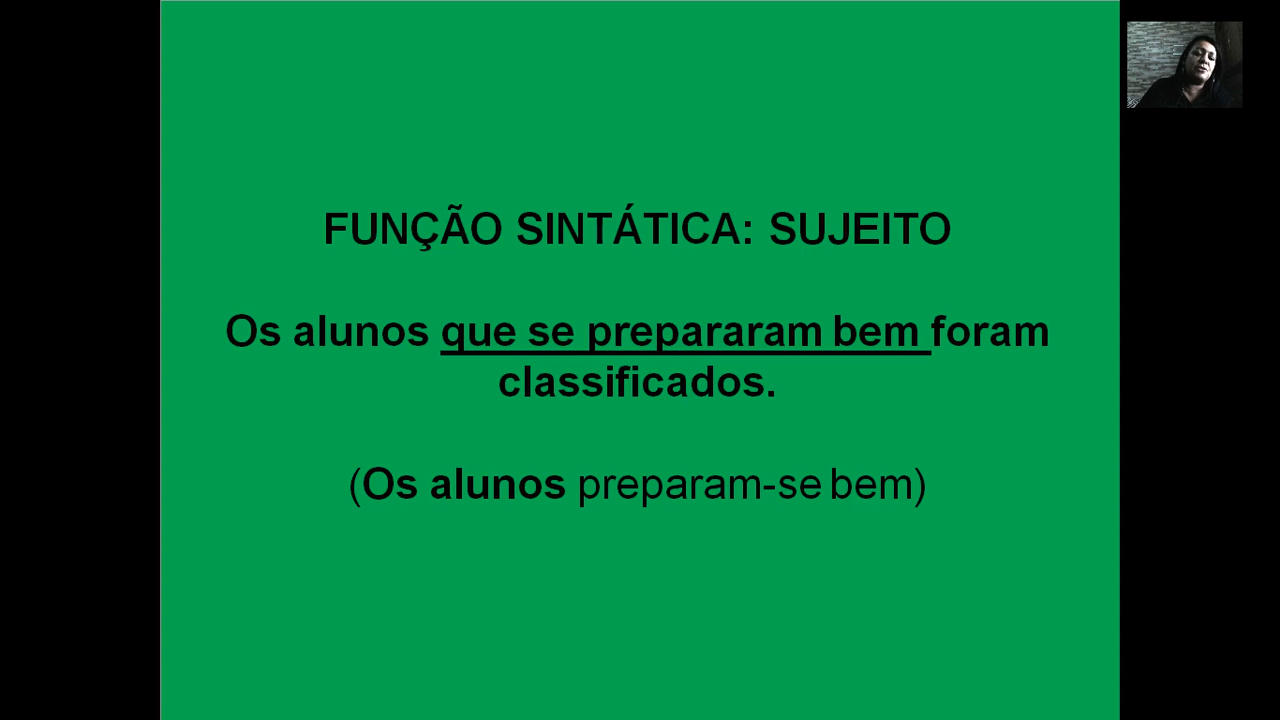 FUNÇÃO SINTÁTICA: SUJEITO
Os alunos que se prepararam bem foram
classificados.
(Os alunos preparam-se bem)